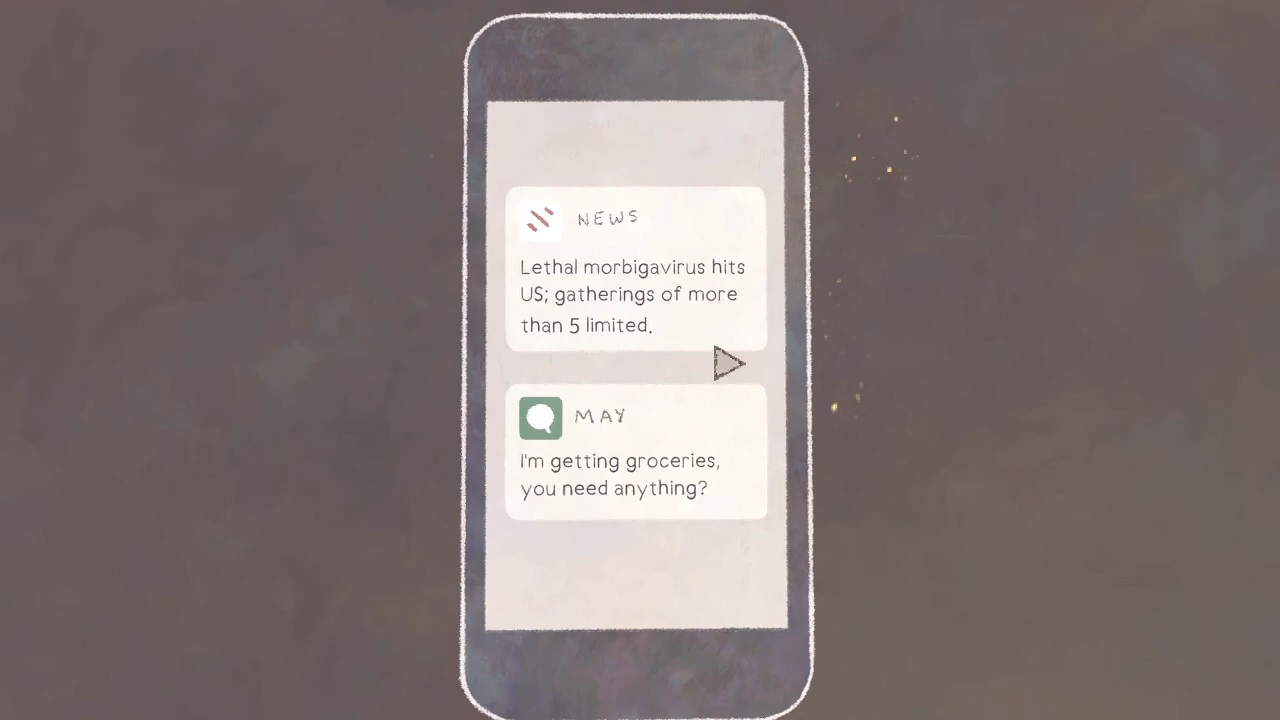 NEWS
Lethal morbigavirus hits
US; gatherings of more
than 5 limited.
MAY
I'm getting groceries,
you need anything?